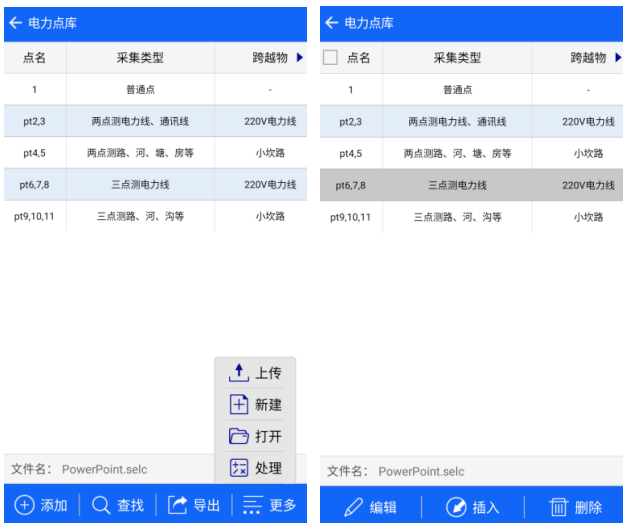 电力点库
点名 采集类型 跨越物
1 普通点 -
pt2,3 两点测电力线、通讯线 220V电力线
pt4,5 两点测路、河、塘、房等 小坎路
pt6,7,8 三点测电力线 220V电力线
pt9,10,11 三点测路、河、沟等 小坎路
上传
新建
打开
处理
文件名： PowerPoint.selc
添加 查找 导出 更多
电力点库
点名 采集类型 跨越物
1 普通点 -
pt2,3 两点测电力线、通讯线 220V电力线
pt4,5 两点测路、河、塘、房等 小坎路
pt6,7,8 三点测电力线 220V电力线
pt9,10,11 三点测路、河、沟等 小坎路
文件名： PowerPoint.selc
编辑 插入 删除